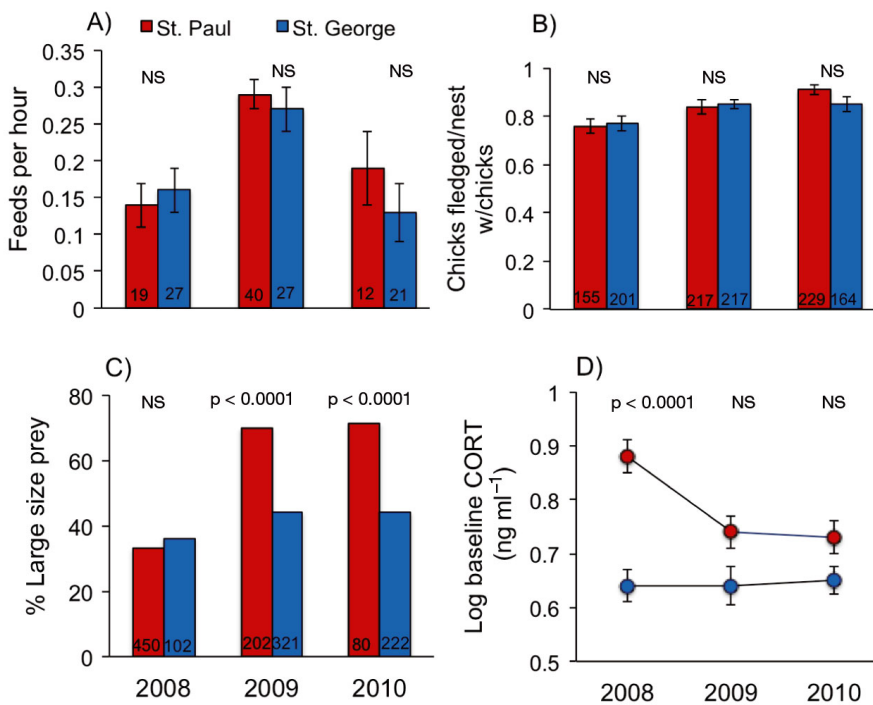 A) St. Paul St. George
Feeds per hour
0.35
0.3
0.25
0.2
0.15
0.1
0.05
0
NS NS NS
19 27 40 27 12 21
B)
Chicks fledged/nest
w/chicks
1
0.8
0.6
0.4
0.2
0
NS NS NS
155 201 217 217 229 164
C)
% Large size prey
80
60
40
20
0
NS p < 0.0001 p < 0.0001
450 102 202 321 80 222
2008 2009 2010
D)
Log baseline CORT
(ng ml⁻¹)
1
0.9
0.8
0.7
0.6
0.5
p < 0.0001 NS NS
2008 2009 2010